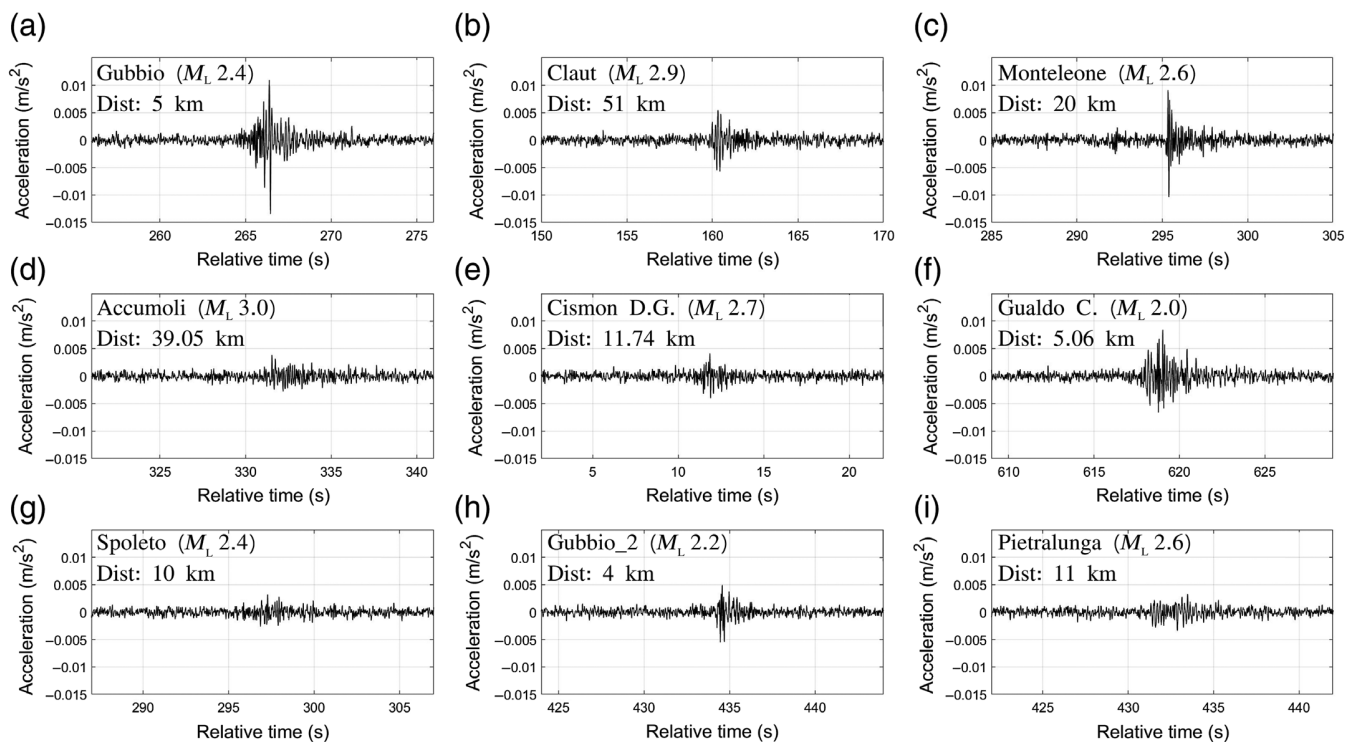 (a)
Acceleration (m/s²)
Gubbio (M_L 2.4)
Dist: 5 km
0.01
0.005
0
−0.005
−0.01
−0.015
260 265 270 275
Relative time (s)
(b)
Acceleration (m/s²)
Claut (M_L 2.9)
Dist: 51 km
0.01
0.005
0
−0.005
−0.01
−0.015
150 155 160 165 170
Relative time (s)
(c)
Acceleration (m/s²)
Monteleone (M_L 2.6)
Dist: 20 km
0.01
0.005
0
−0.005
−0.01
−0.015
285 290 295 300 305
Relative time (s)
(d)
Acceleration (m/s²)
Accumoli (M_L 3.0)
Dist: 39.05 km
0.01
0.005
0
−0.005
−0.01
−0.015
325 330 335 340
Relative time (s)
(e)
Acceleration (m/s²)
Cismon D.G. (M_L 2.7)
Dist: 11.74 km
0.01
0.005
0
−0.005
−0.01
−0.015
5 10 15 20
Relative time (s)
(f)
Acceleration (m/s²)
Gualdo C. (M_L 2.0)
Dist: 5.06 km
0.01
0.005
0
−0.005
−0.01
−0.015
610 615 620 625
Relative time (s)
(g)
Acceleration (m/s²)
Spoleto (M_L 2.4)
Dist: 10 km
0.01
0.005
0
−0.005
−0.01
−0.015
290 295 300 305
Relative time (s)
(h)
Acceleration (m/s²)
Gubbio_2 (M_L 2.2)
Dist: 4 km
0.01
0.005
0
−0.005
−0.01
−0.015
425 430 435 440
Relative time (s)
(i)
Acceleration (m/s²)
Pietralunga (M_L 2.6)
Dist: 11 km
0.01
0.005
0
−0.005
−0.01
−0.015
425 430 435 440
Relative time (s)